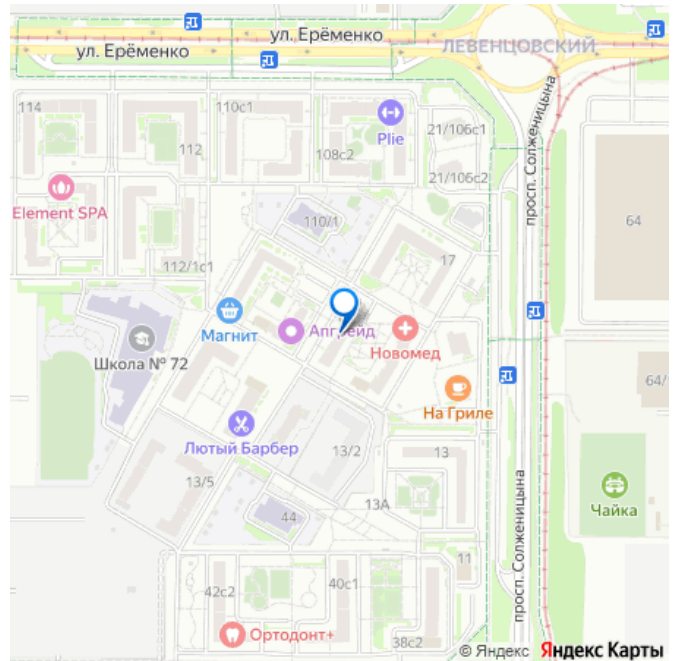 ул. Ерёменко
ул. Ерёменко
ЛЕВЕНЦОВСКИЙ
114
110с1
Plie
21/106с1
112
108с2
21/106с2
просп. Солженицына
Element SPA
110/1
64
17
112/1с1
Магнит
Апгрейд
Новомед
Школа № 72
64/
На Гриле
Лютый Барбер
13/2
13
13/5
13А
Чайка
44
просп. Солженицына
11
42с2
40с1
Ортодонт+
38с2
© Яндекс Яндекс Карты